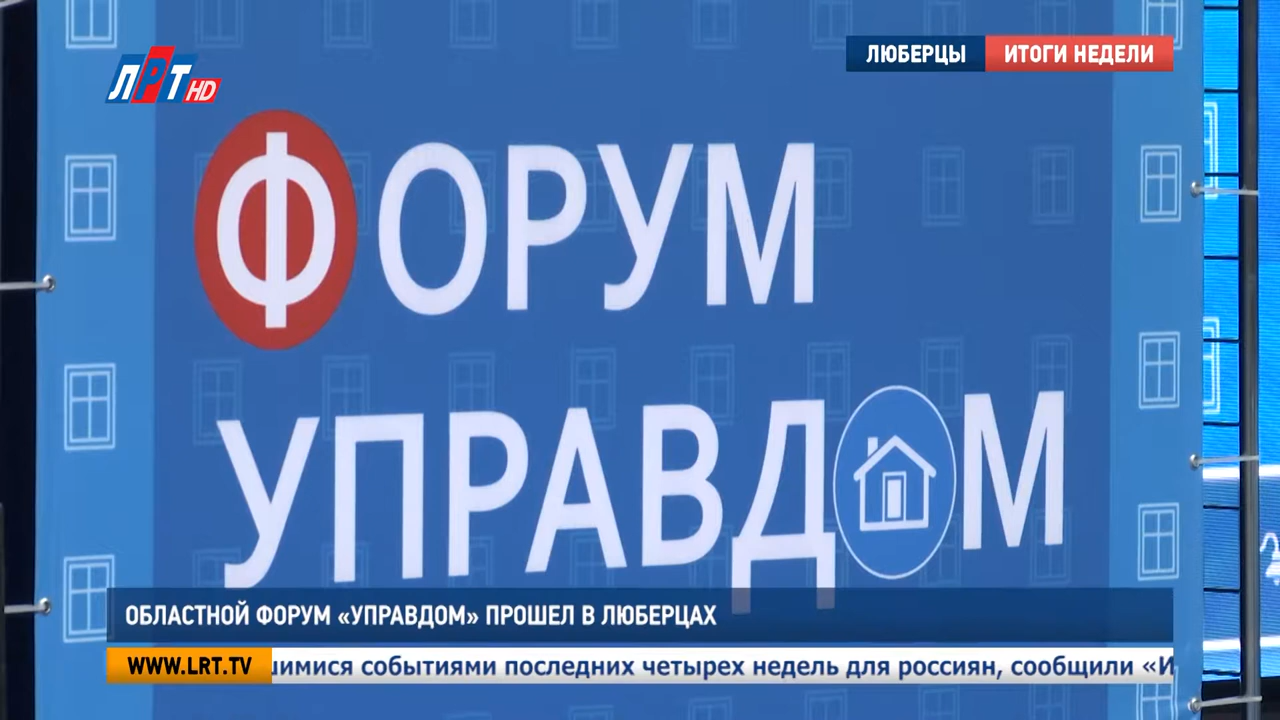 ЛРТ HD
ЛЮБЕРЦЫ ИТОГИ НЕДЕЛИ
ФОРУМ
УПРАВДОМ
ОБЛАСТНОЙ ФОРУМ «УПРАВДОМ» ПРОШЕЛ В ЛЮБЕРЦАХ
WWW.LRT.TV шимися событиями последних четырех недель для россиян, сообщили «И